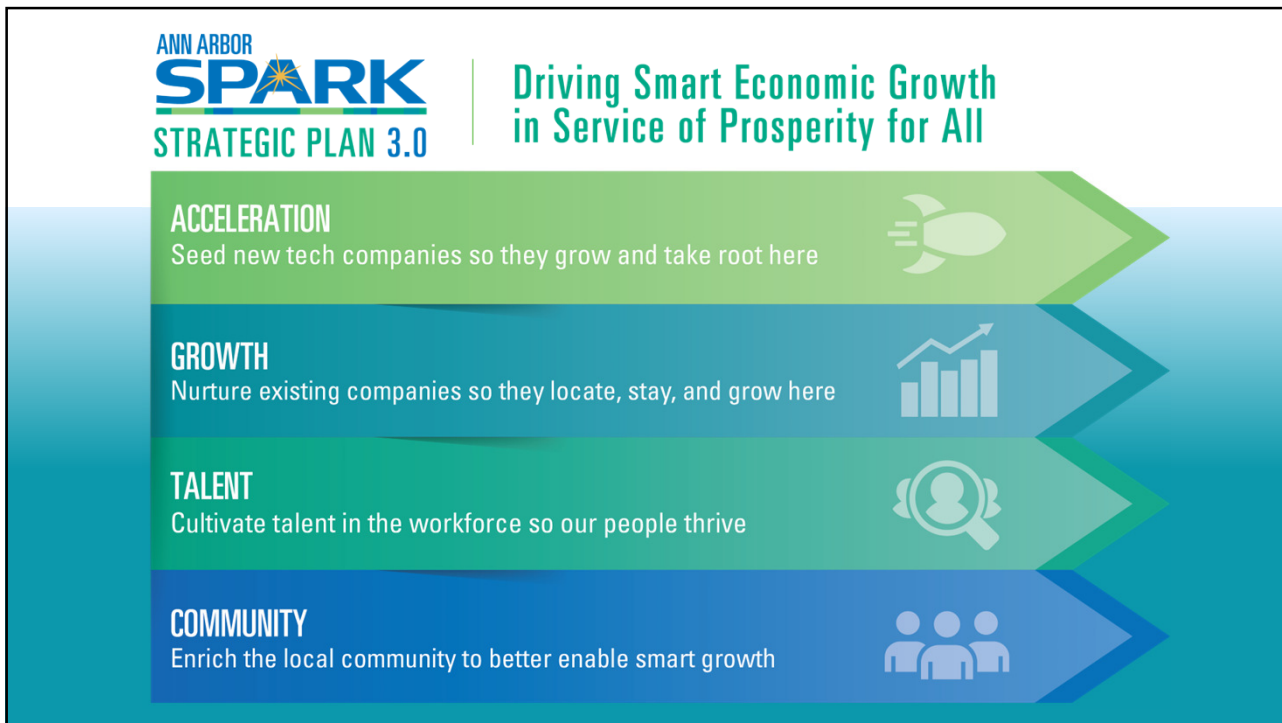 ANN ARBOR
SPARK
STRATEGIC PLAN 3.0
Driving Smart Economic Growth
in Service of Prosperity for All
ACCELERATION
Seed new tech companies so they grow and take root here
GROWTH
Nurture existing companies so they locate, stay, and grow here
TALENT
Cultivate talent in the workforce so our people thrive
COMMUNITY
Enrich the local community to better enable smart growth